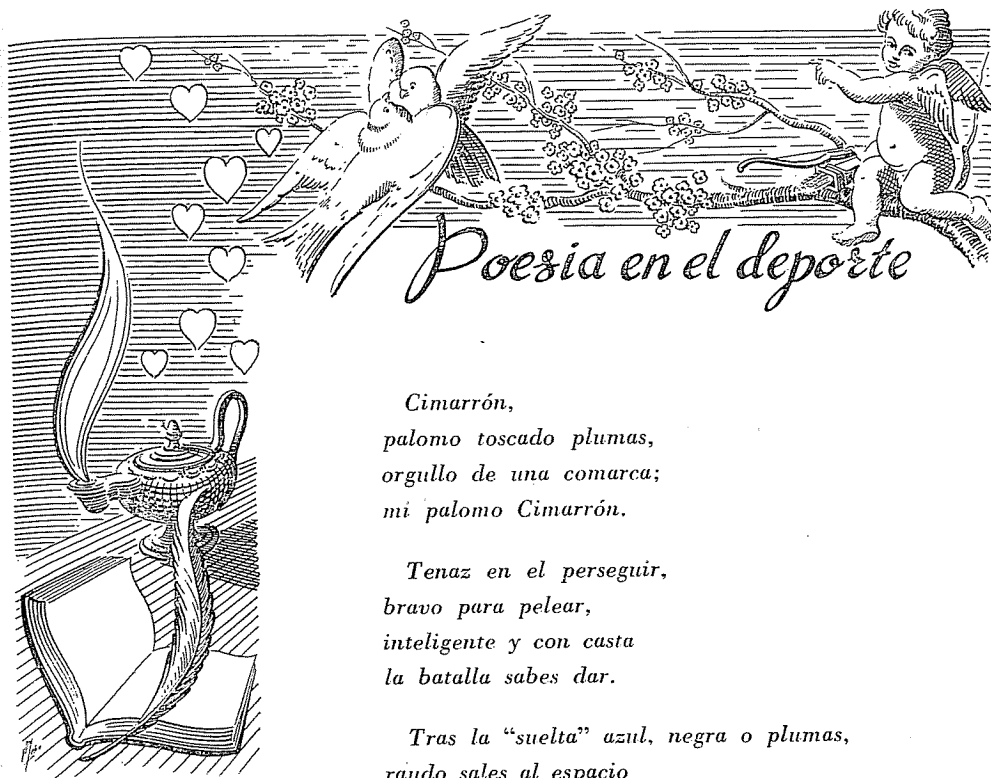 Poesia en el deporte
Cimarrón,
palomo toscado plumas,
orgullo de una comarca;
mi palomo Cimarrón.
Tenaz en el perseguir,
bravo para pelear,
inteligente y con casta
la batalla sabes dar.
Tras la “suelta” azul, negra o plumas,
raudo sales al espacio